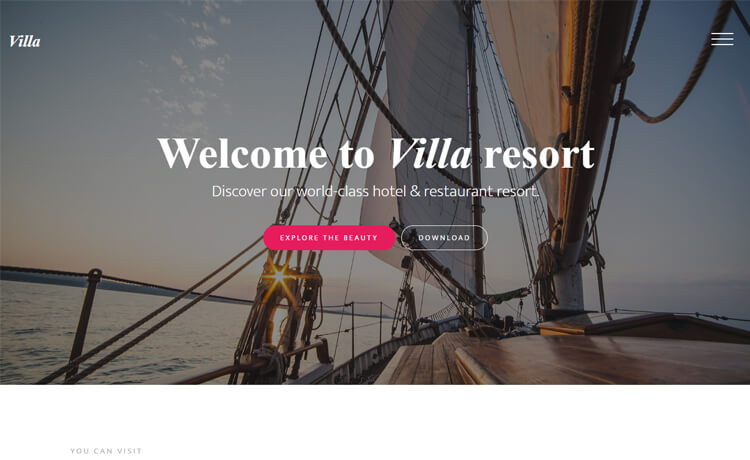 Villa
Welcome to Villa resort
Discover our world-class hotel & restaurant resort.
EXPLORE THE BEAUTY
DOWNLOAD
YOU CAN VISIT